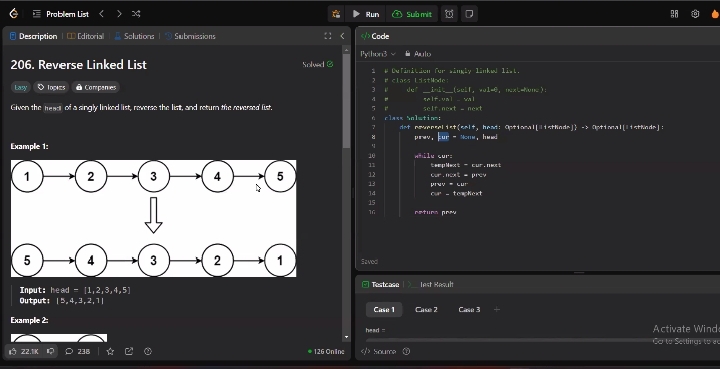 Problem List
Run
Submit
Description
Editorial
Solutions
Submissions
206. Reverse Linked List
Solved
Easy
Topics
Companies
Given the head of a singly linked list, reverse the list, and return the reversed list.
Example 1:
1 2 3 4 5
5 4 3 2 1
Input: head = [1,2,3,4,5]
Output: [5,4,3,2,1]
Example 2:
22.1K
238
126 Online
</> Code
Python3
Auto
1 # Definition for singly-linked list.
2 # class ListNode:
3 #     def __init__(self, val=0, next=None):
4 #         self.val = val
5 #         self.next = next
6 class Solution:
7     def reverseList(self, head: Optional[ListNode]) -> Optional[ListNode]:
8         prev, cur = None, head
9
10         while cur:
11             tempNext = cur.next
12             cur.next = prev
13             prev = cur
14             cur = tempNext
15
16         return prev
Saved
Testcase
Test Result
Case 1
Case 2
Case 3
+
head =
Activate Windo
Go to Settings to ac
</> Source